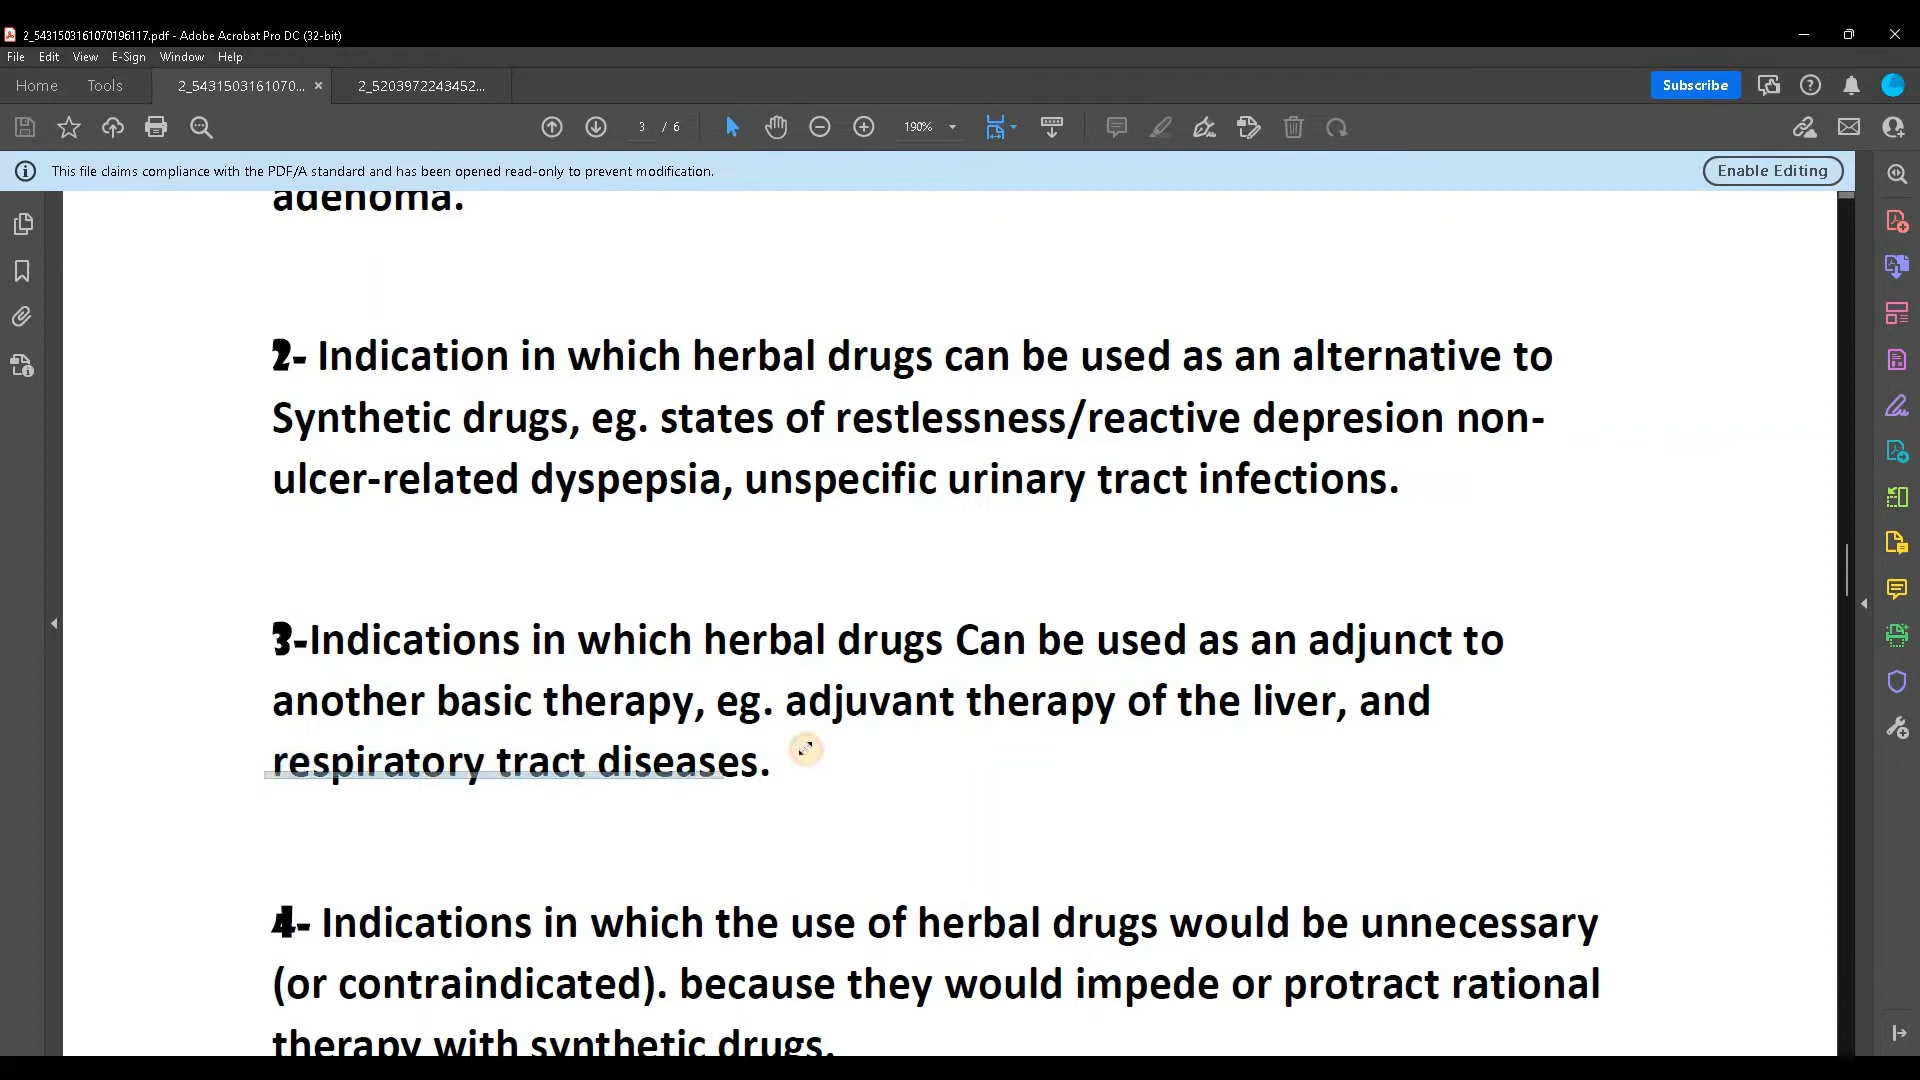 2_5431503161070196117.pdf - Adobe Acrobat Pro DC (32-bit)
File Edit View E-Sign Window Help
Home Tools 2_5431503161070... × 2_5203972243452...
Subscribe
3 / 6 190%
This file claims compliance with the PDF/A standard and has been opened read-only to prevent modification. Enable Editing
adenoma.
2- Indication in which herbal drugs can be used as an alternative to
Synthetic drugs, eg. states of restlessness/reactive depresion non-
ulcer-related dyspepsia, unspecific urinary tract infections.
3-Indications in which herbal drugs Can be used as an adjunct to
another basic therapy, eg. adjuvant therapy of the liver, and
respiratory tract diseases.
4- Indications in which the use of herbal drugs would be unnecessary
(or contraindicated). because they would impede or protract rational
therapy with synthetic drugs.